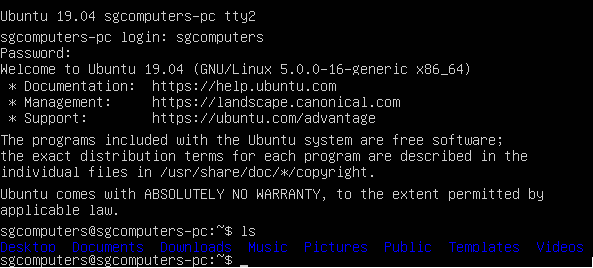 Ubuntu 19.04 sgcomputers-pc tty2
sgcomputers-pc login: sgcomputers
Password:
Welcome to Ubuntu 19.04 (GNU/Linux 5.0.0-16-generic x86_64)
* Documentation: https://help.ubuntu.com
* Management: https://landscape.canonical.com
* Support: https://ubuntu.com/advantage
The programs included with the Ubuntu system are free software;
the exact distribution terms for each program are described in the
individual files in /usr/share/doc/*/copyright.
Ubuntu comes with ABSOLUTELY NO WARRANTY, to the extent permitted by
applicable law.
sgcomputers@sgcomputers-pc:~$ ls
Desktop Documents Downloads Music Pictures Public Templates Videos
sgcomputers@sgcomputers-pc:~$ _